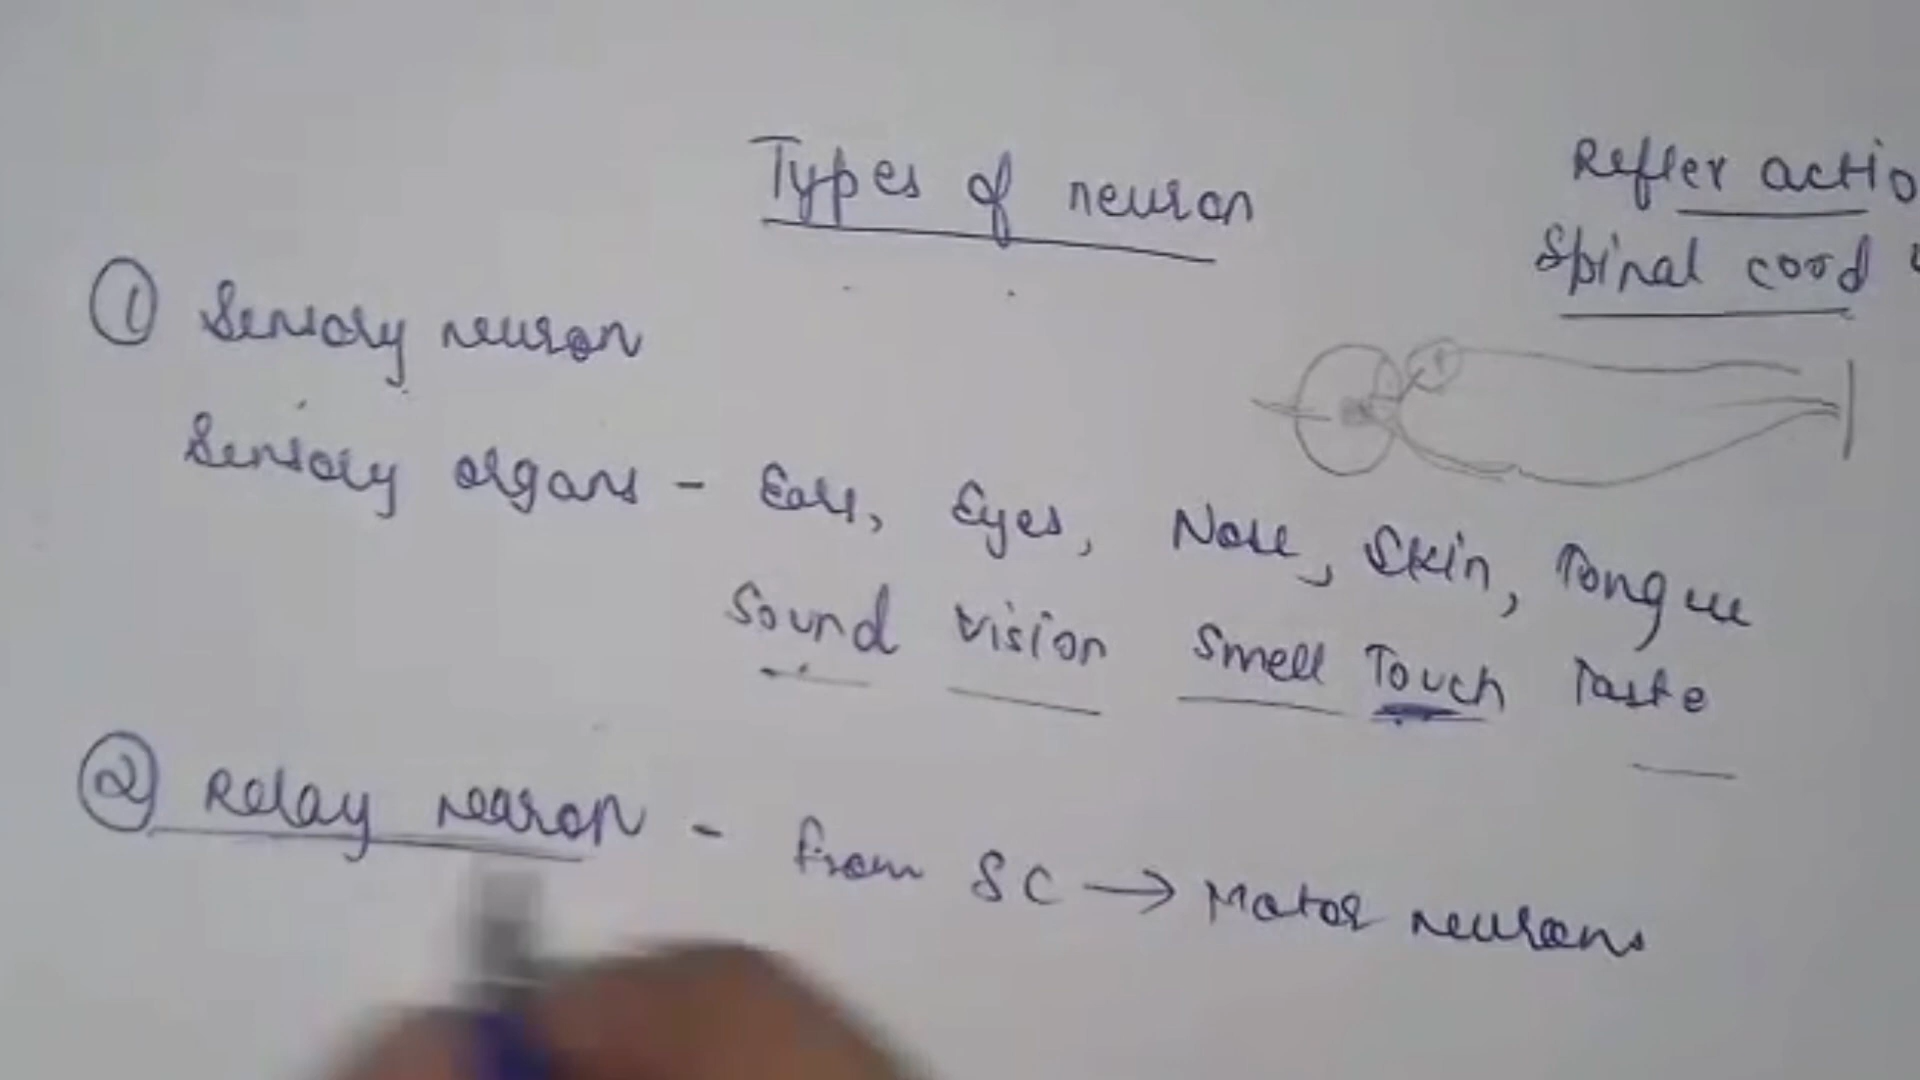 Types of neuron
Reflex actio
Spinal cord
① Sensory neuron
Sensory organs - Ears, Eyes, Nose, Skin, Tongue
Sound Vision Smell Touch Taste
② Relay neuron - from SC → Motor neurons